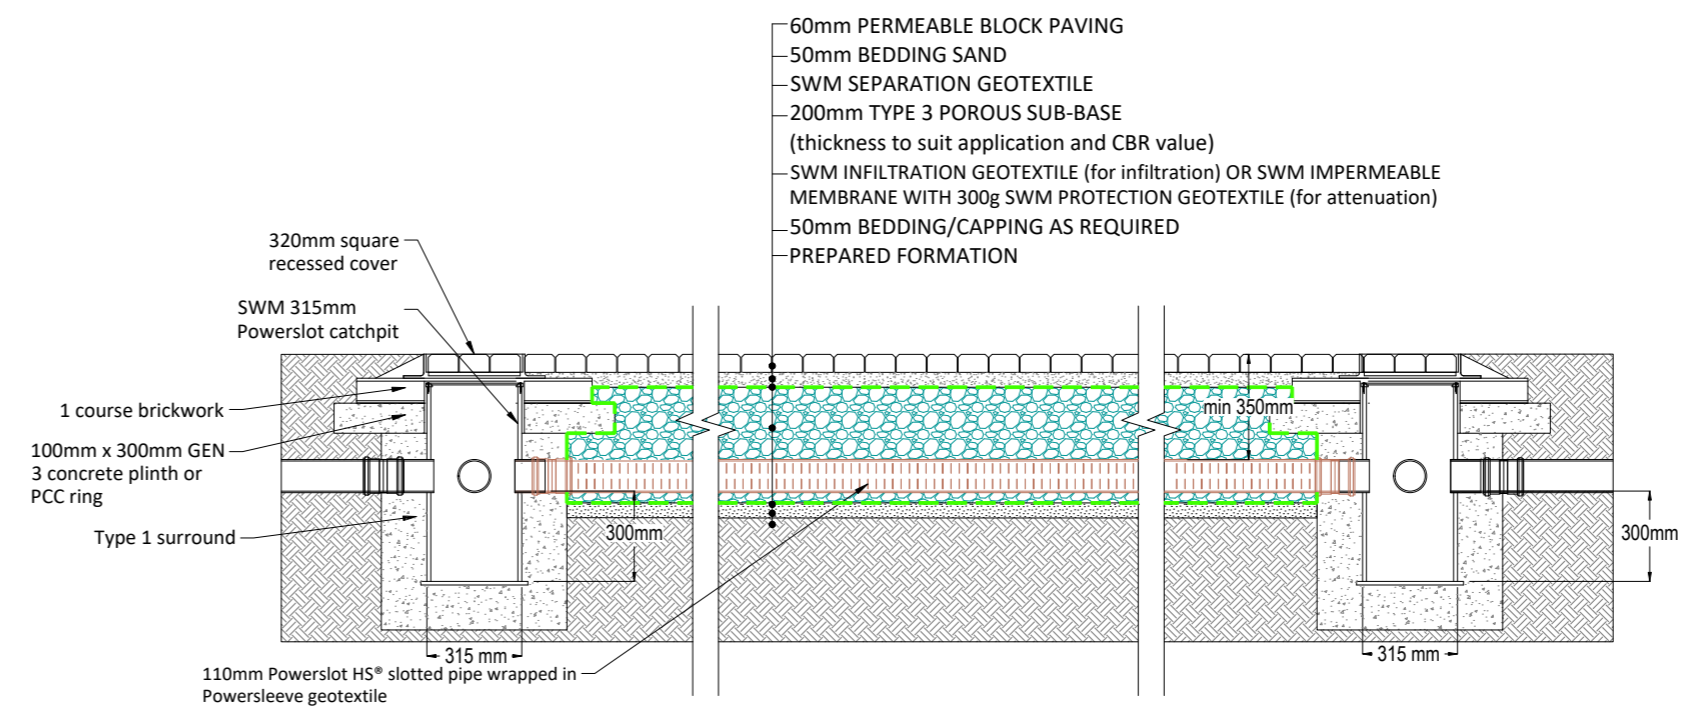 60mm PERMEABLE BLOCK PAVING
50mm BEDDING SAND
SWM SEPARATION GEOTEXTILE
200mm TYPE 3 POROUS SUB-BASE
(thickness to suit application and CBR value)
SWM INFILTRATION GEOTEXTILE (for infiltration) OR SWM IMPERMEABLE
MEMBRANE WITH 300g SWM PROTECTION GEOTEXTILE (for attenuation)
50mm BEDDING/CAPPING AS REQUIRED
PREPARED FORMATION
320mm square
recessed cover
SWM 315mm
Powerslot catchpit
1 course brickwork
100mm x 300mm GEN
3 concrete plinth or
PCC ring
Type 1 surround
min 350mm
300mm
300mm
315 mm
315 mm
110mm Powerslot HS® slotted pipe wrapped in
Powersleeve geotextile